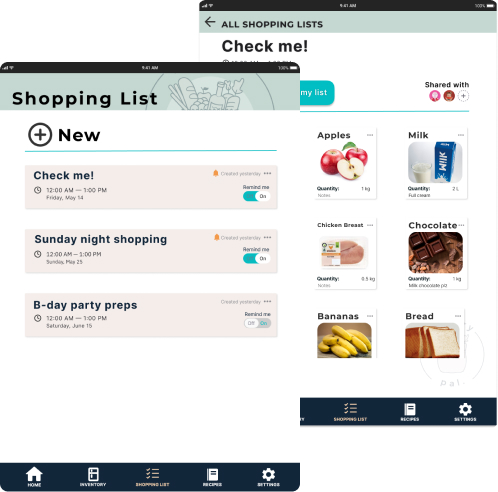 9:41 AM 100%
ALL SHOPPING LISTS
Check me!
my list
Shared with
Apples ••• Milk •••
MILK
Quantity: 1 kg
Notes
Quantity: 2 L
Full cream
Chicken Breast ••• Chocolate•••
Quantity: 0.5 kg
Notes
Quantity: 1 kg
Milk chocolate plz
Bananas ••• Bread •••
SHOPPING LIST RECIPES SETTINGS
9:41 AM 100%
Shopping List
New
Check me!
Created yesterday •••
12:00 AM — 1:00 PM
Friday, May 14
Remind me
On
Sunday night shopping
Created yesterday •••
12:00 AM — 1:00 PM
Sunday, May 25
Remind me
On
B-day party preps
Created yesterday •••
12:00 AM — 1:00 PM
Saturday, June 15
Remind me
Off On
HOME INVENTORY SHOPPING LIST RECIPES SETTINGS